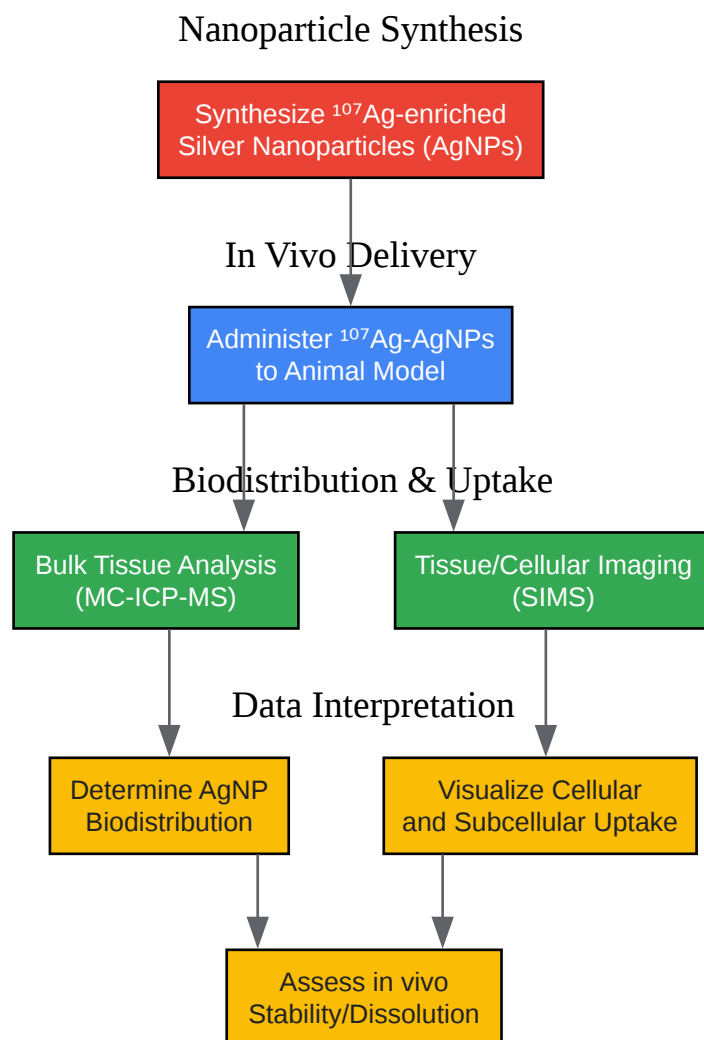 Nanoparticle Synthesis
Synthesize ¹⁰⁷Ag-enriched
Silver Nanoparticles (AgNPs)
In Vivo Delivery
Administer ¹⁰⁷Ag-AgNPs
to Animal Model
Biodistribution & Uptake
Bulk Tissue Analysis
(MC-ICP-MS)
Tissue/Cellular Imaging
(SIMS)
Data Interpretation
Determine AgNP
Biodistribution
Visualize Cellular
and Subcellular Uptake
Assess in vivo
Stability/Dissolution